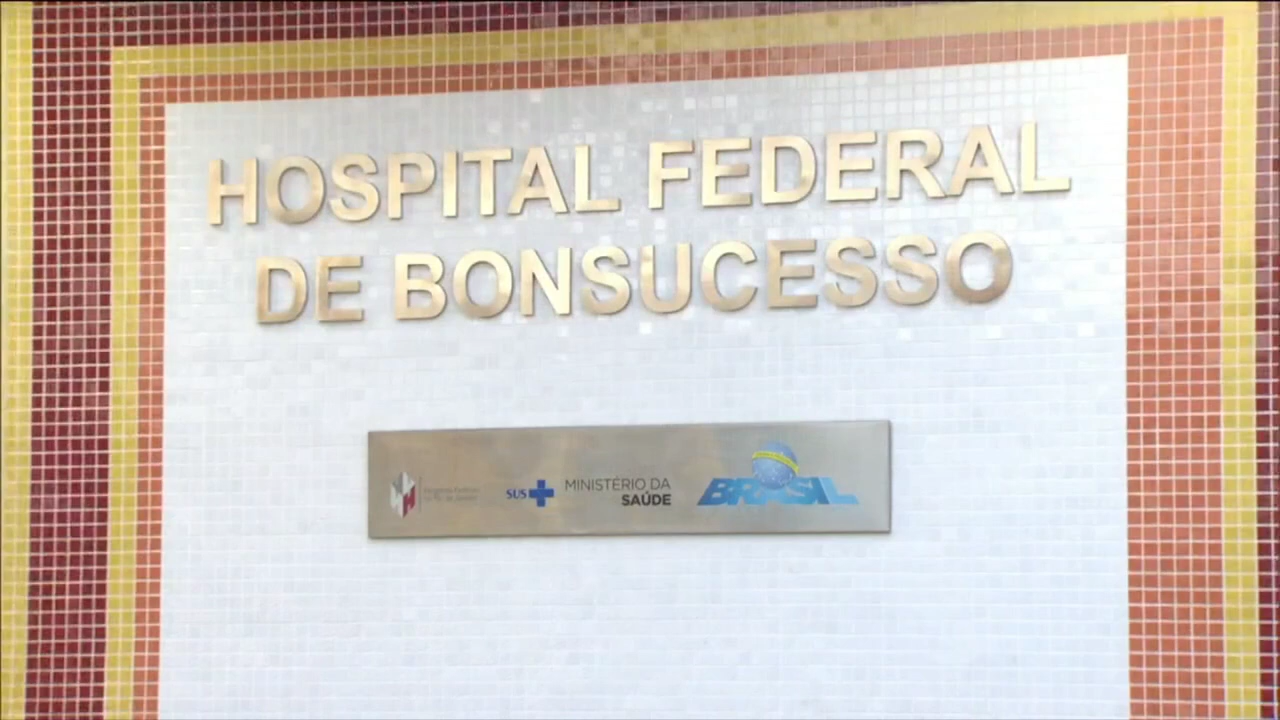 HOSPITAL FEDERAL
DE BONSUCESSO
SUS
MINISTÉRIO DA
SAÚDE
BRASIL